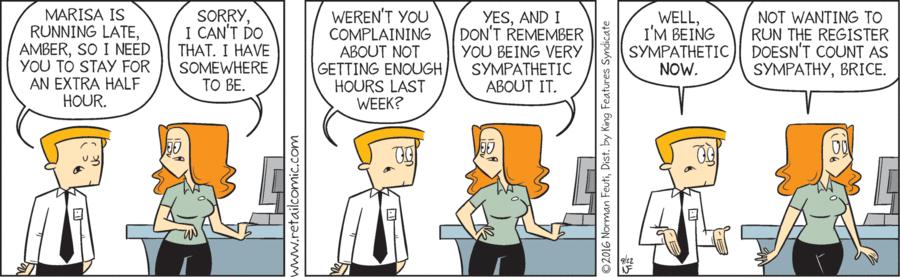 MARISA IS
RUNNING LATE,
AMBER, SO I NEED
YOU TO STAY FOR
AN EXTRA HALF
HOUR.
SORRY,
I CAN'T DO
THAT. I HAVE
SOMEWHERE
TO BE.
www.retailcomic.com
WEREN'T YOU
COMPLAINING
ABOUT NOT
GETTING ENOUGH
HOURS LAST
WEEK?
YES, AND I
DON'T REMEMBER
YOU BEING VERY
SYMPATHETIC
ABOUT IT.
©2016 Norman Feuti, Dist. by King Features Syndicate
WELL,
I'M BEING
SYMPATHETIC
NOW.
NOT WANTING TO
RUN THE REGISTER
DOESN'T COUNT AS
SYMPATHY, BRICE.
9/22
NF